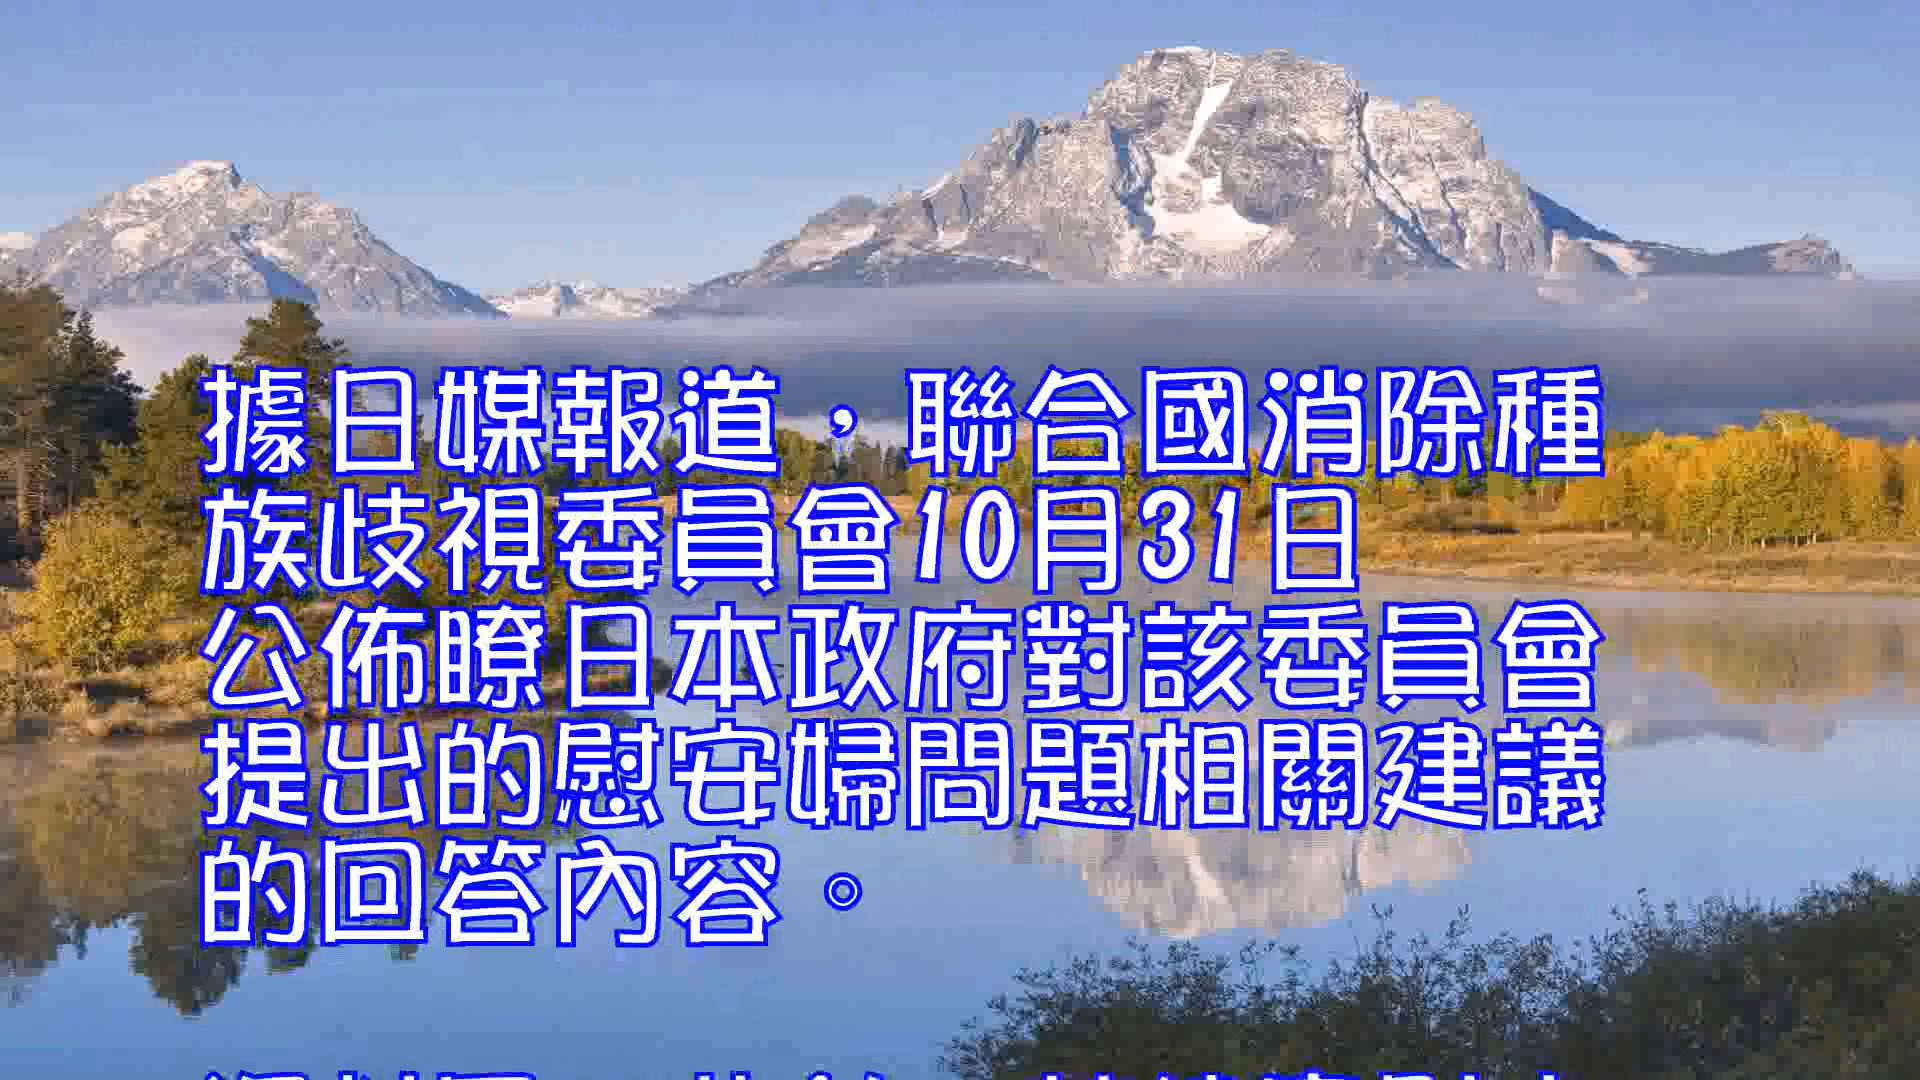 據日媒報道，聯合國消除種
族歧視委員會10月31日
公佈瞭日本政府對該委員會
提出的慰安婦問題相關建議
的回答內容。